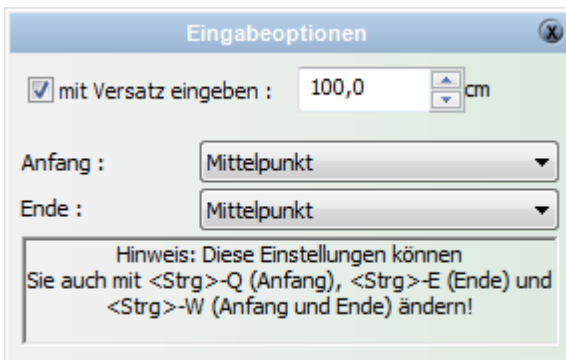 Eingabeoptionen
mit Versatz eingeben : 100,0 cm
Anfang : Mittelpunkt
Ende : Mittelpunkt
Hinweis: Diese Einstellungen können
Sie auch mit <Strg>-Q (Anfang), <Strg>-E (Ende) und
<Strg>-W (Anfang und Ende) ändern!